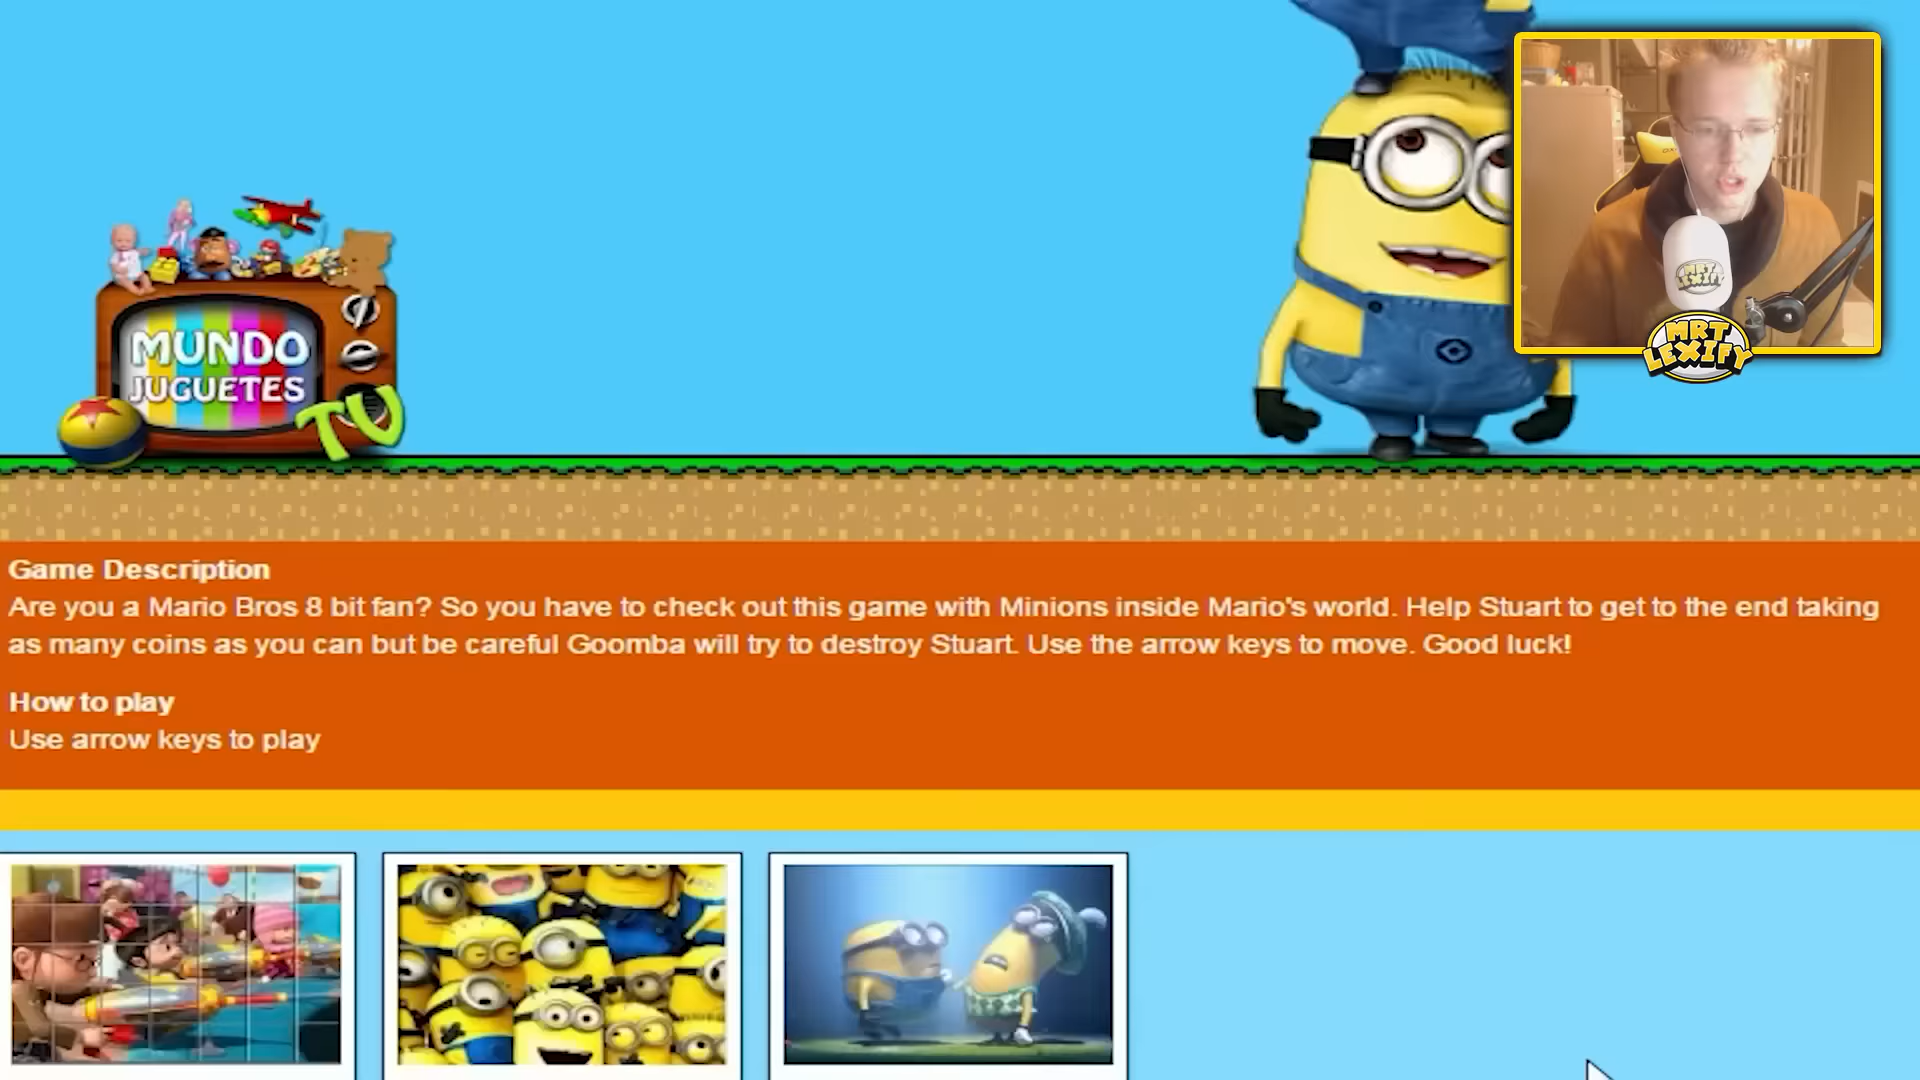 MRT
LEXIFY
MRT
LEXIFY
MUNDO
JUGUETES
TV
Game Description
Are you a Mario Bros 8 bit fan? So you have to check out this game with Minions inside Mario's world. Help Stuart to get to the end taking
as many coins as you can but be careful Goomba will try to destroy Stuart. Use the arrow keys to move. Good luck!
How to play
Use arrow keys to play